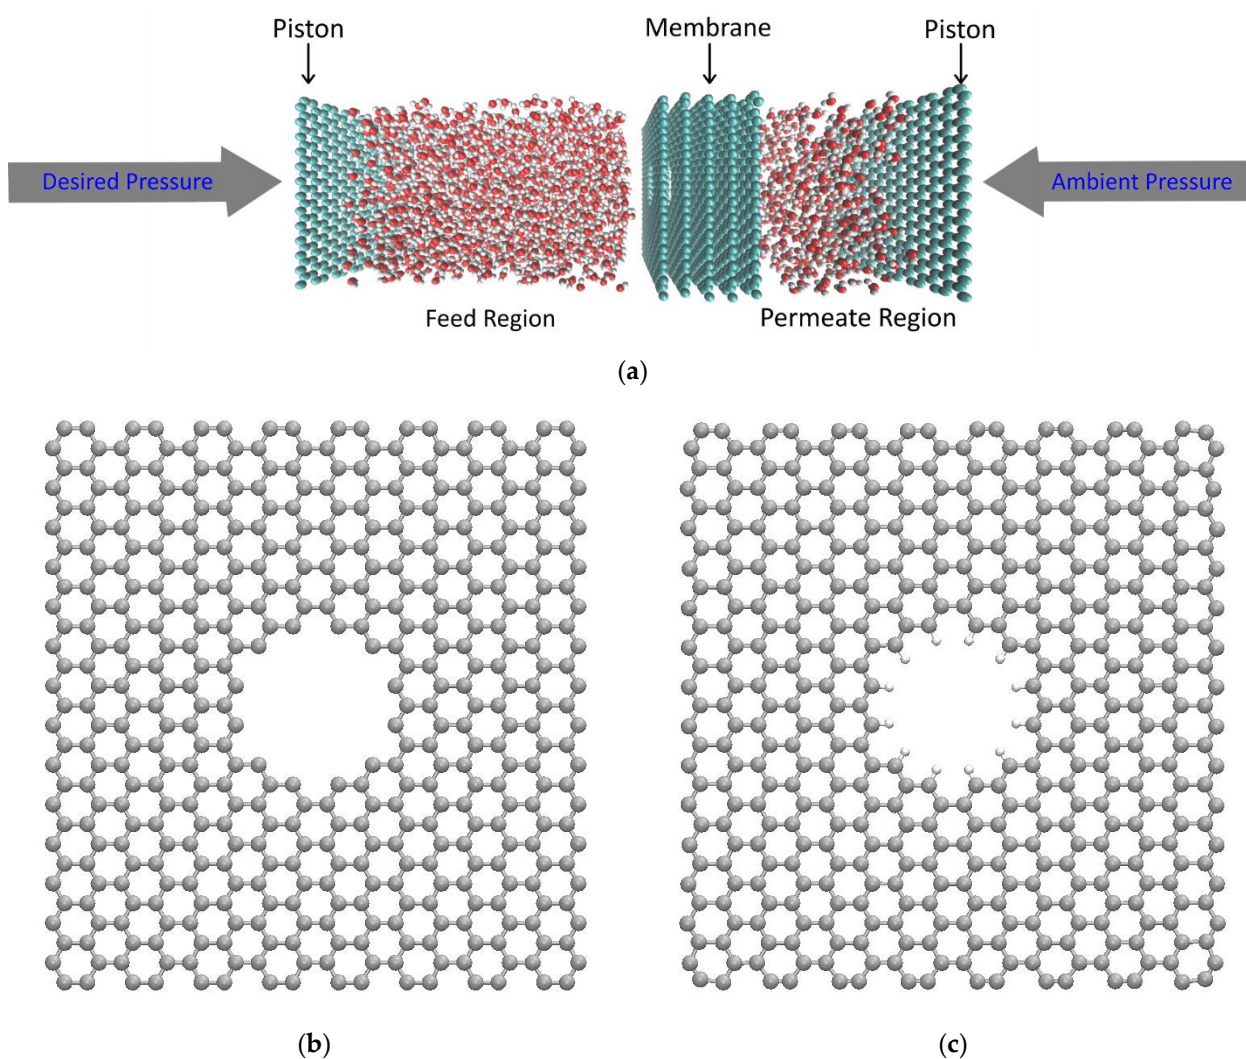 Piston
Membrane
Piston
Desired Pressure
Ambient Pressure
Feed Region
Permeate Region
(a)
(b)
(c)